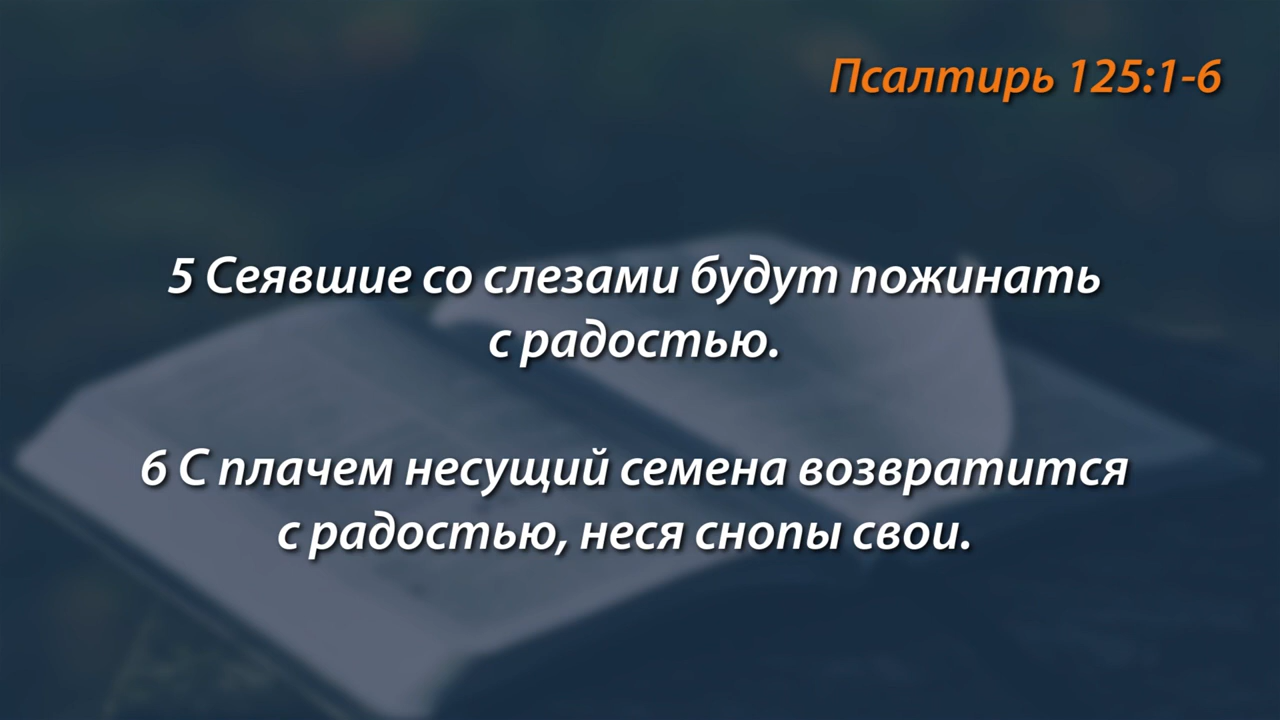 Псалтирь 125:1-6
5 Сеявшие со слезами будут пожинать
с радостью.
6 С плачем несущий семена возвратится
с радостью, неся снопы свои.